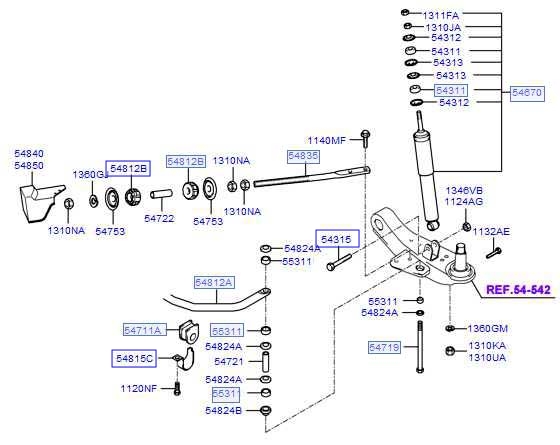 1311FA
1310JA
54312
54311
54313
54313
54311
54312
54670
1140MF
54840
54850
1360GJ
54812B
54812B
1310NA
54835
1310NA
54753
54722
54753
1310NA
1346VB
1124AG
54315
1132AE
54824A
55311
54812A
REF.54-542
54711A
55311
55311
54824A
54824A
54815C
54721
54719
1360GM
54824A
1310KA
1310UA
1120NF
55311
54824B